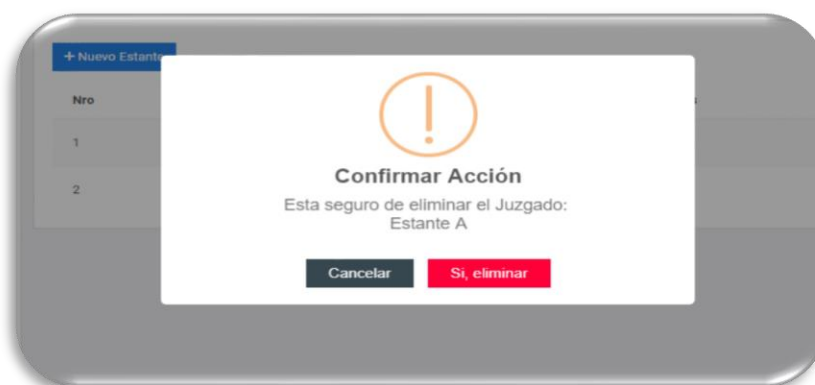 + Nuevo Estante
Nro
1
2
!
Confirmar Acción
Esta seguro de eliminar el Juzgado:
Estante A
Cancelar
Si, eliminar